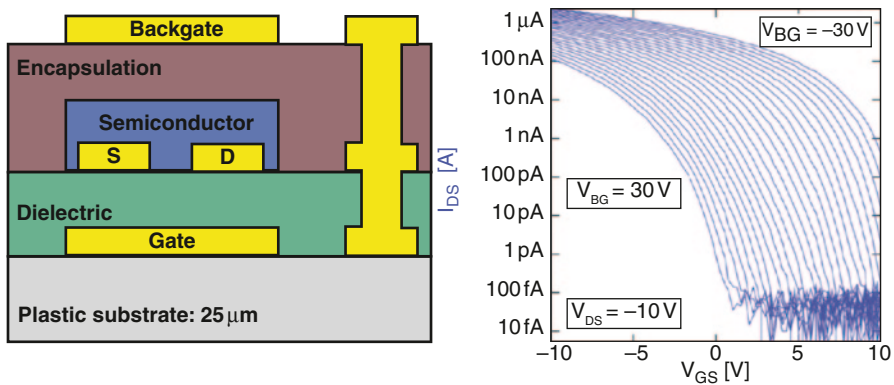 Backgate
Encapsulation
Semiconductor
S
D
Dielectric
Gate
Plastic substrate: 25 μm
I_DS [A]
1 μA
100 nA
10 nA
1 nA
100 pA
10 pA
1 pA
100 fA
10 fA
V_BG = −30 V
V_BG = 30 V
V_DS = −10 V
−10
−5
0
5
10
V_GS [V]